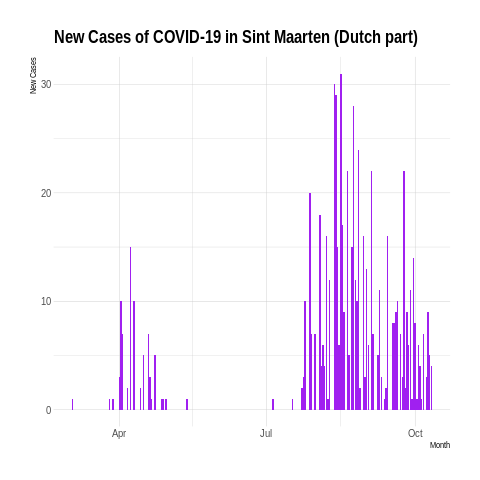 New Cases of COVID-19 in Sint Maarten (Dutch part)
New Cases
30
20
10
0
Apr Jul Oct
Month